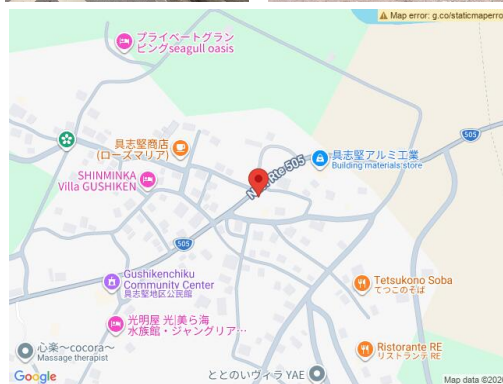 Map error: g.co/staticmaperro
プライベートグラン
ピングseagull oasis
505
具志堅商店
(ローズマリア)
Rte 505
具志堅アルミ工業
Building materials store
SHINMINKA
Villa GUSHIKEN
505
Gushikenchiku
Community Center
具志堅地区公民館
Tetsukono Soba
てつこのそば
光明屋 光|美ら海
水族館・ジャングリア…
心楽〜cocora〜
Massage therapist
Ristorante RE
リストランテ RE
ととのいヴィラ YAE
Google
Map data ©202